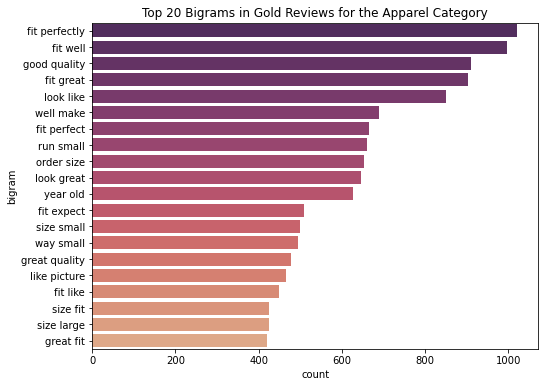 Top 20 Bigrams in Gold Reviews for the Apparel Category
bigram
fit perfectly
fit well
good quality
fit great
look like
well make
fit perfect
run small
order size
look great
year old
fit expect
size small
way small
great quality
like picture
fit like
size fit
size large
great fit
0 200 400 600 800 1000
count